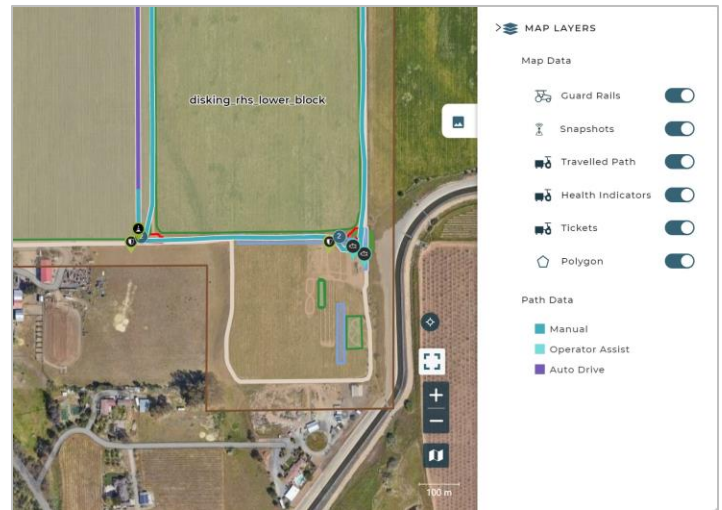 disking_rhs_lower_block
2
100 m
MAP LAYERS
Map Data
Guard Rails
Snapshots
Travelled Path
Health Indicators
Tickets
Polygon
Path Data
Manual
Operator Assist
Auto Drive